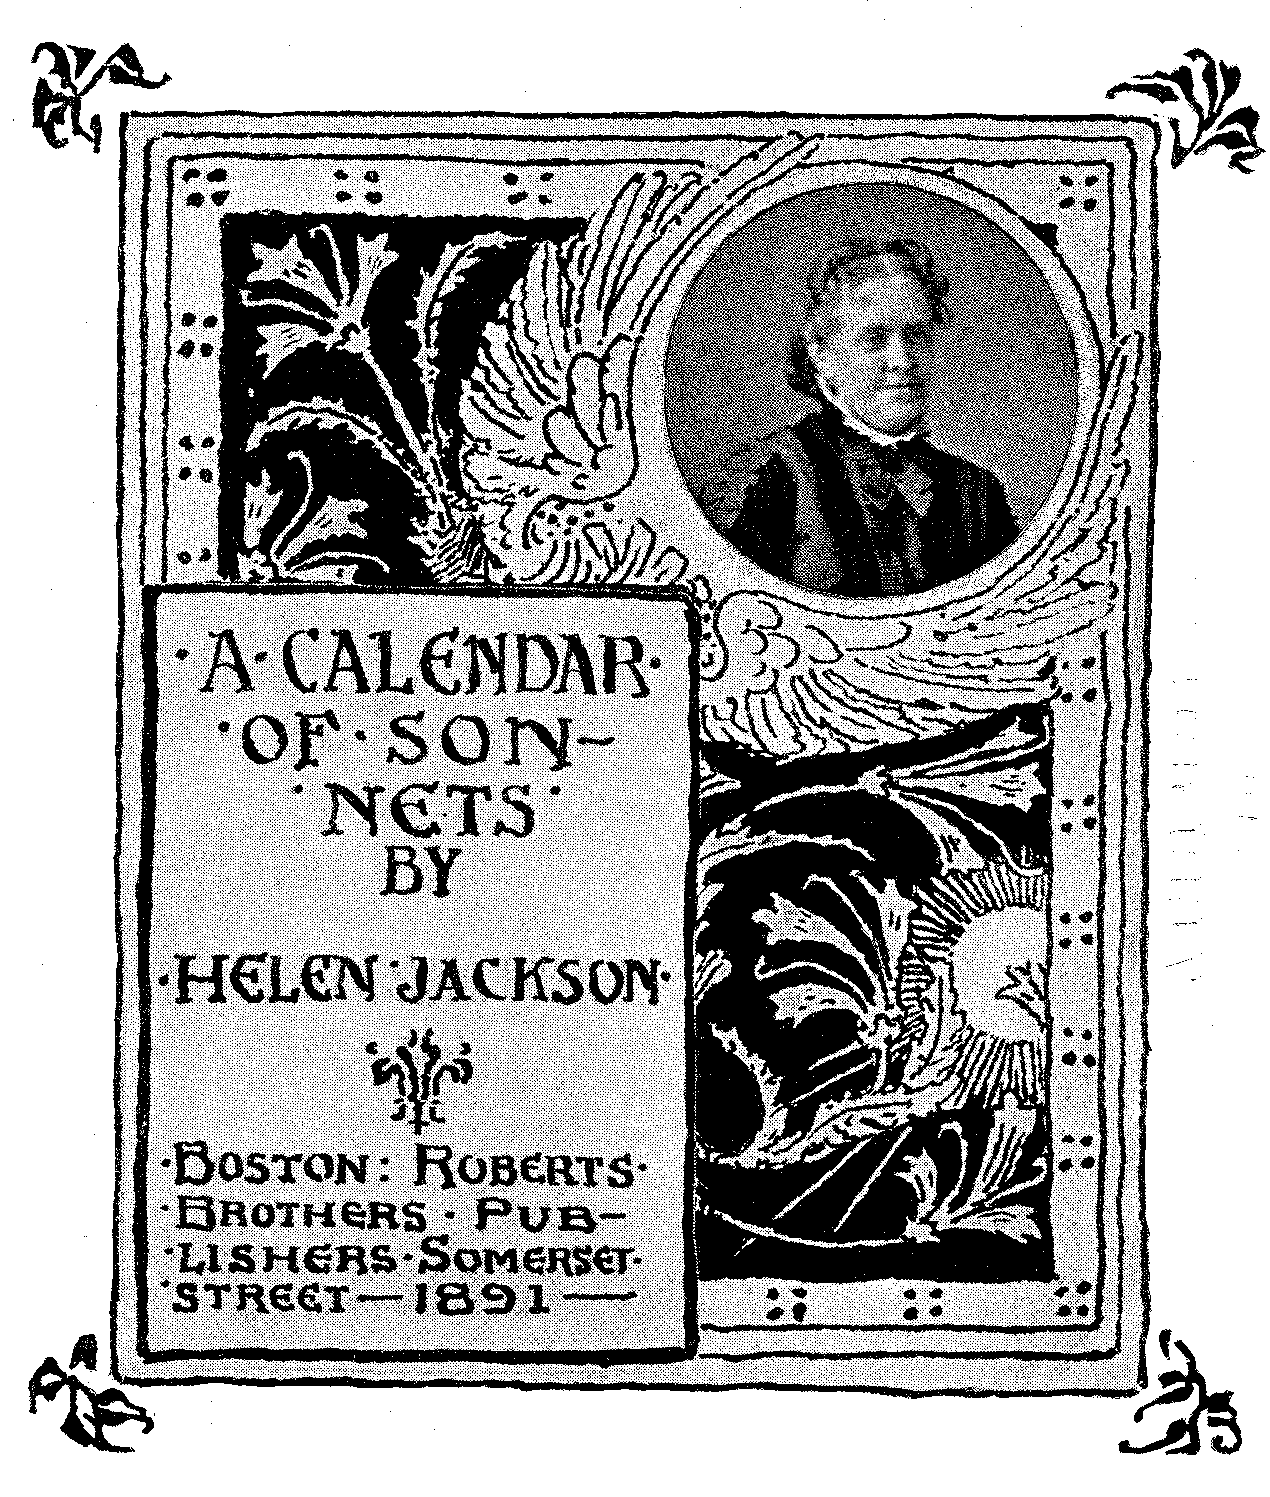 ·A·CALENDAR·
·OF·SON-
·NETS·
BY
·HELEN·JACKSON·
·BOSTON: ROBERTS·
·BROTHERS·PUB-
·LISHERS·SOMERSET·
·STREET—1891—